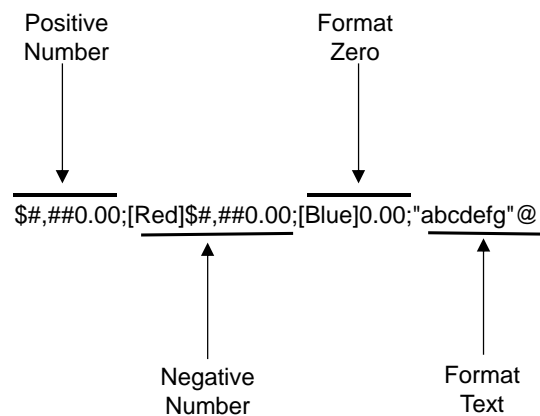 Positive
Number
Format
Zero
$#,##0.00;[Red]$#,##0.00;[Blue]0.00;"abcdefg"@
Negative
Number
Format
Text